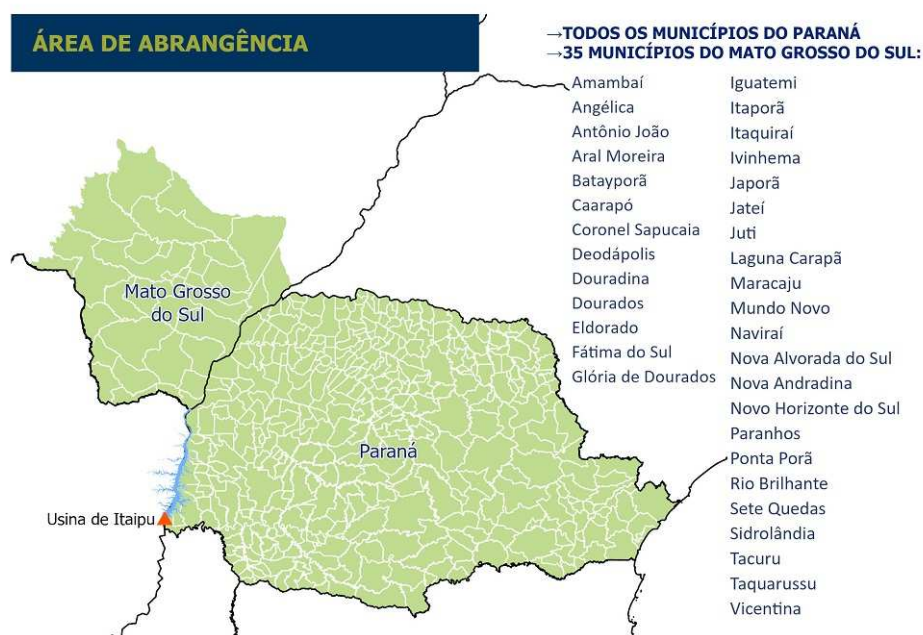 ÁREA DE ABRANGÊNCIA
→TODOS OS MUNICÍPIOS DO PARANÁ
→35 MUNICÍPIOS DO MATO GROSSO DO SUL:
Amambaí
Angélica
Antônio João
Aral Moreira
Batayporã
Caarapó
Coronel Sapucaia
Deodápolis
Douradina
Dourados
Eldorado
Fátima do Sul
Glória de Dourados
Iguatemi
Itaporã
Itaquiraí
Ivinhema
Japorã
Jateí
Juti
Laguna Carapã
Maracaju
Mundo Novo
Naviraí
Nova Alvorada do Sul
Nova Andradina
Novo Horizonte do Sul
Paranhos
Ponta Porã
Rio Brilhante
Sete Quedas
Sidrolândia
Tacuru
Taquarussu
Vicentina
Mato Grosso
do Sul
Paraná
Usina de Itaipu